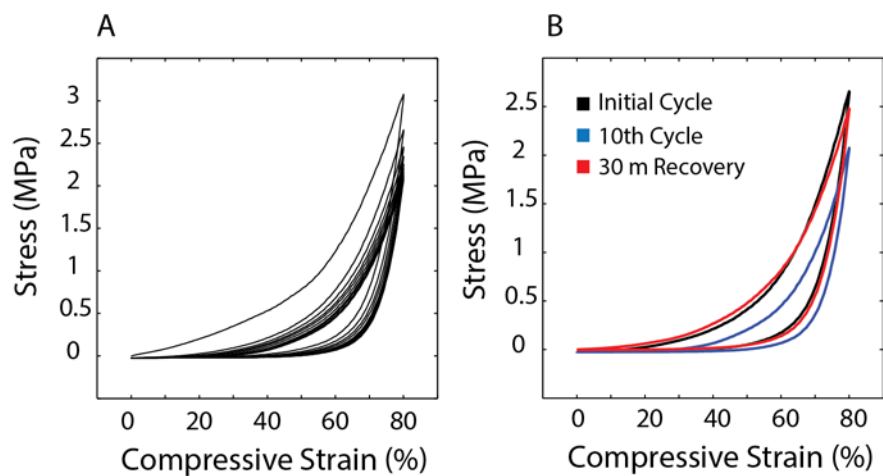 A
Stress (MPa)
3
2.5
2
1.5
1
0.5
0
0 20 40 60 80
Compressive Strain (%)
B
Initial Cycle
10th Cycle
30 m Recovery
Stress (MPa)
2.5
2
1.5
1
0.5
0
0 20 40 60 80
Compressive Strain (%)